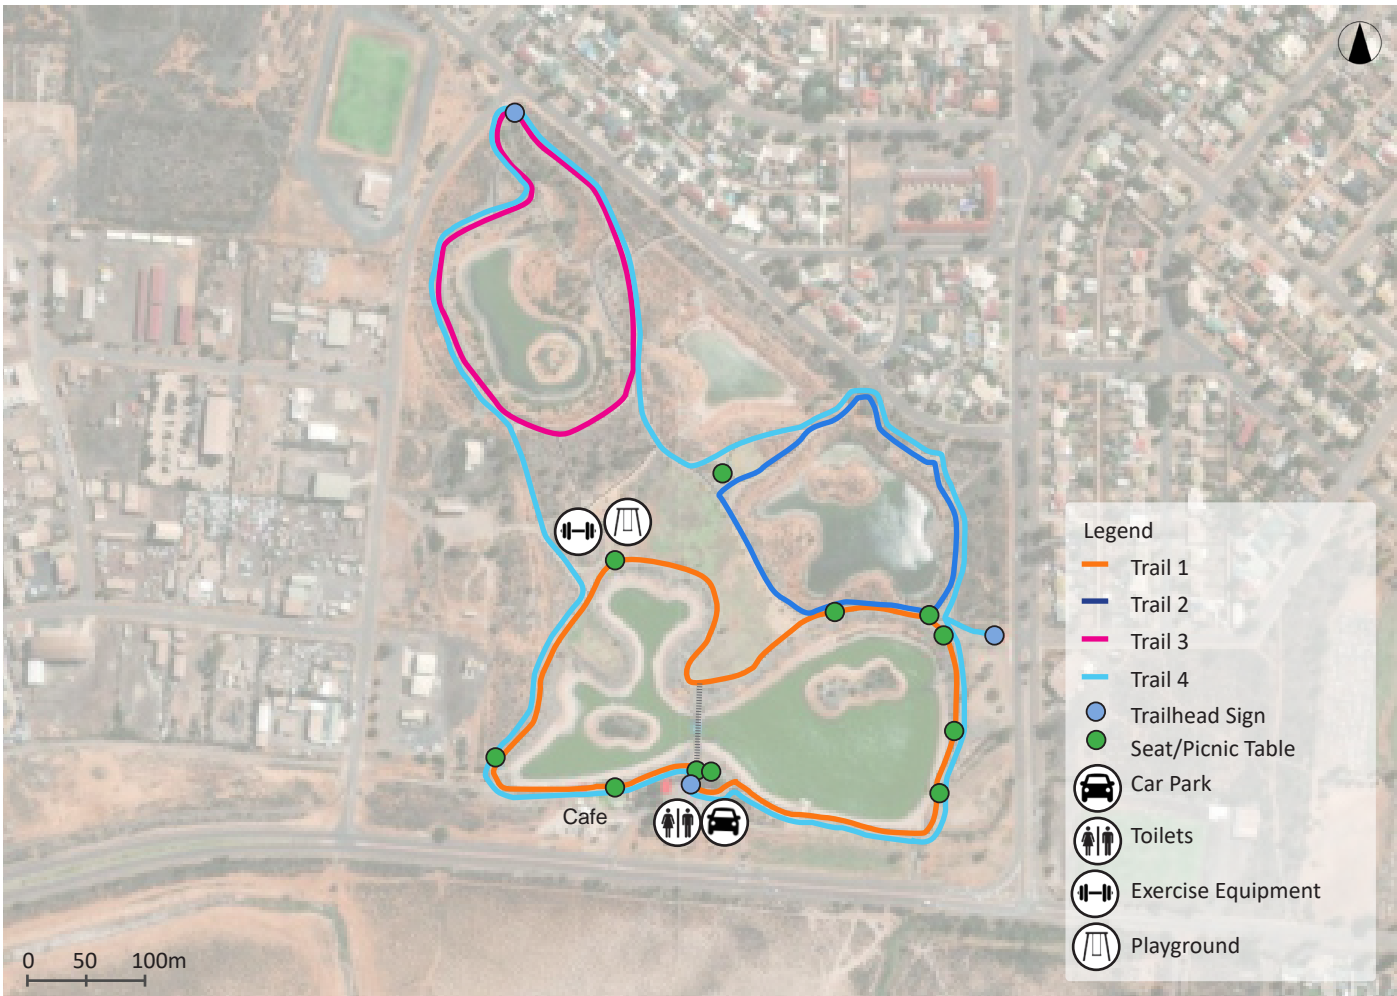 Legend
Trail 1
Trail 2
Trail 3
Trail 4
Trailhead Sign
Seat/Picnic Table
Car Park
Toilets
Exercise Equipment
Playground
Cafe
0 50 100m